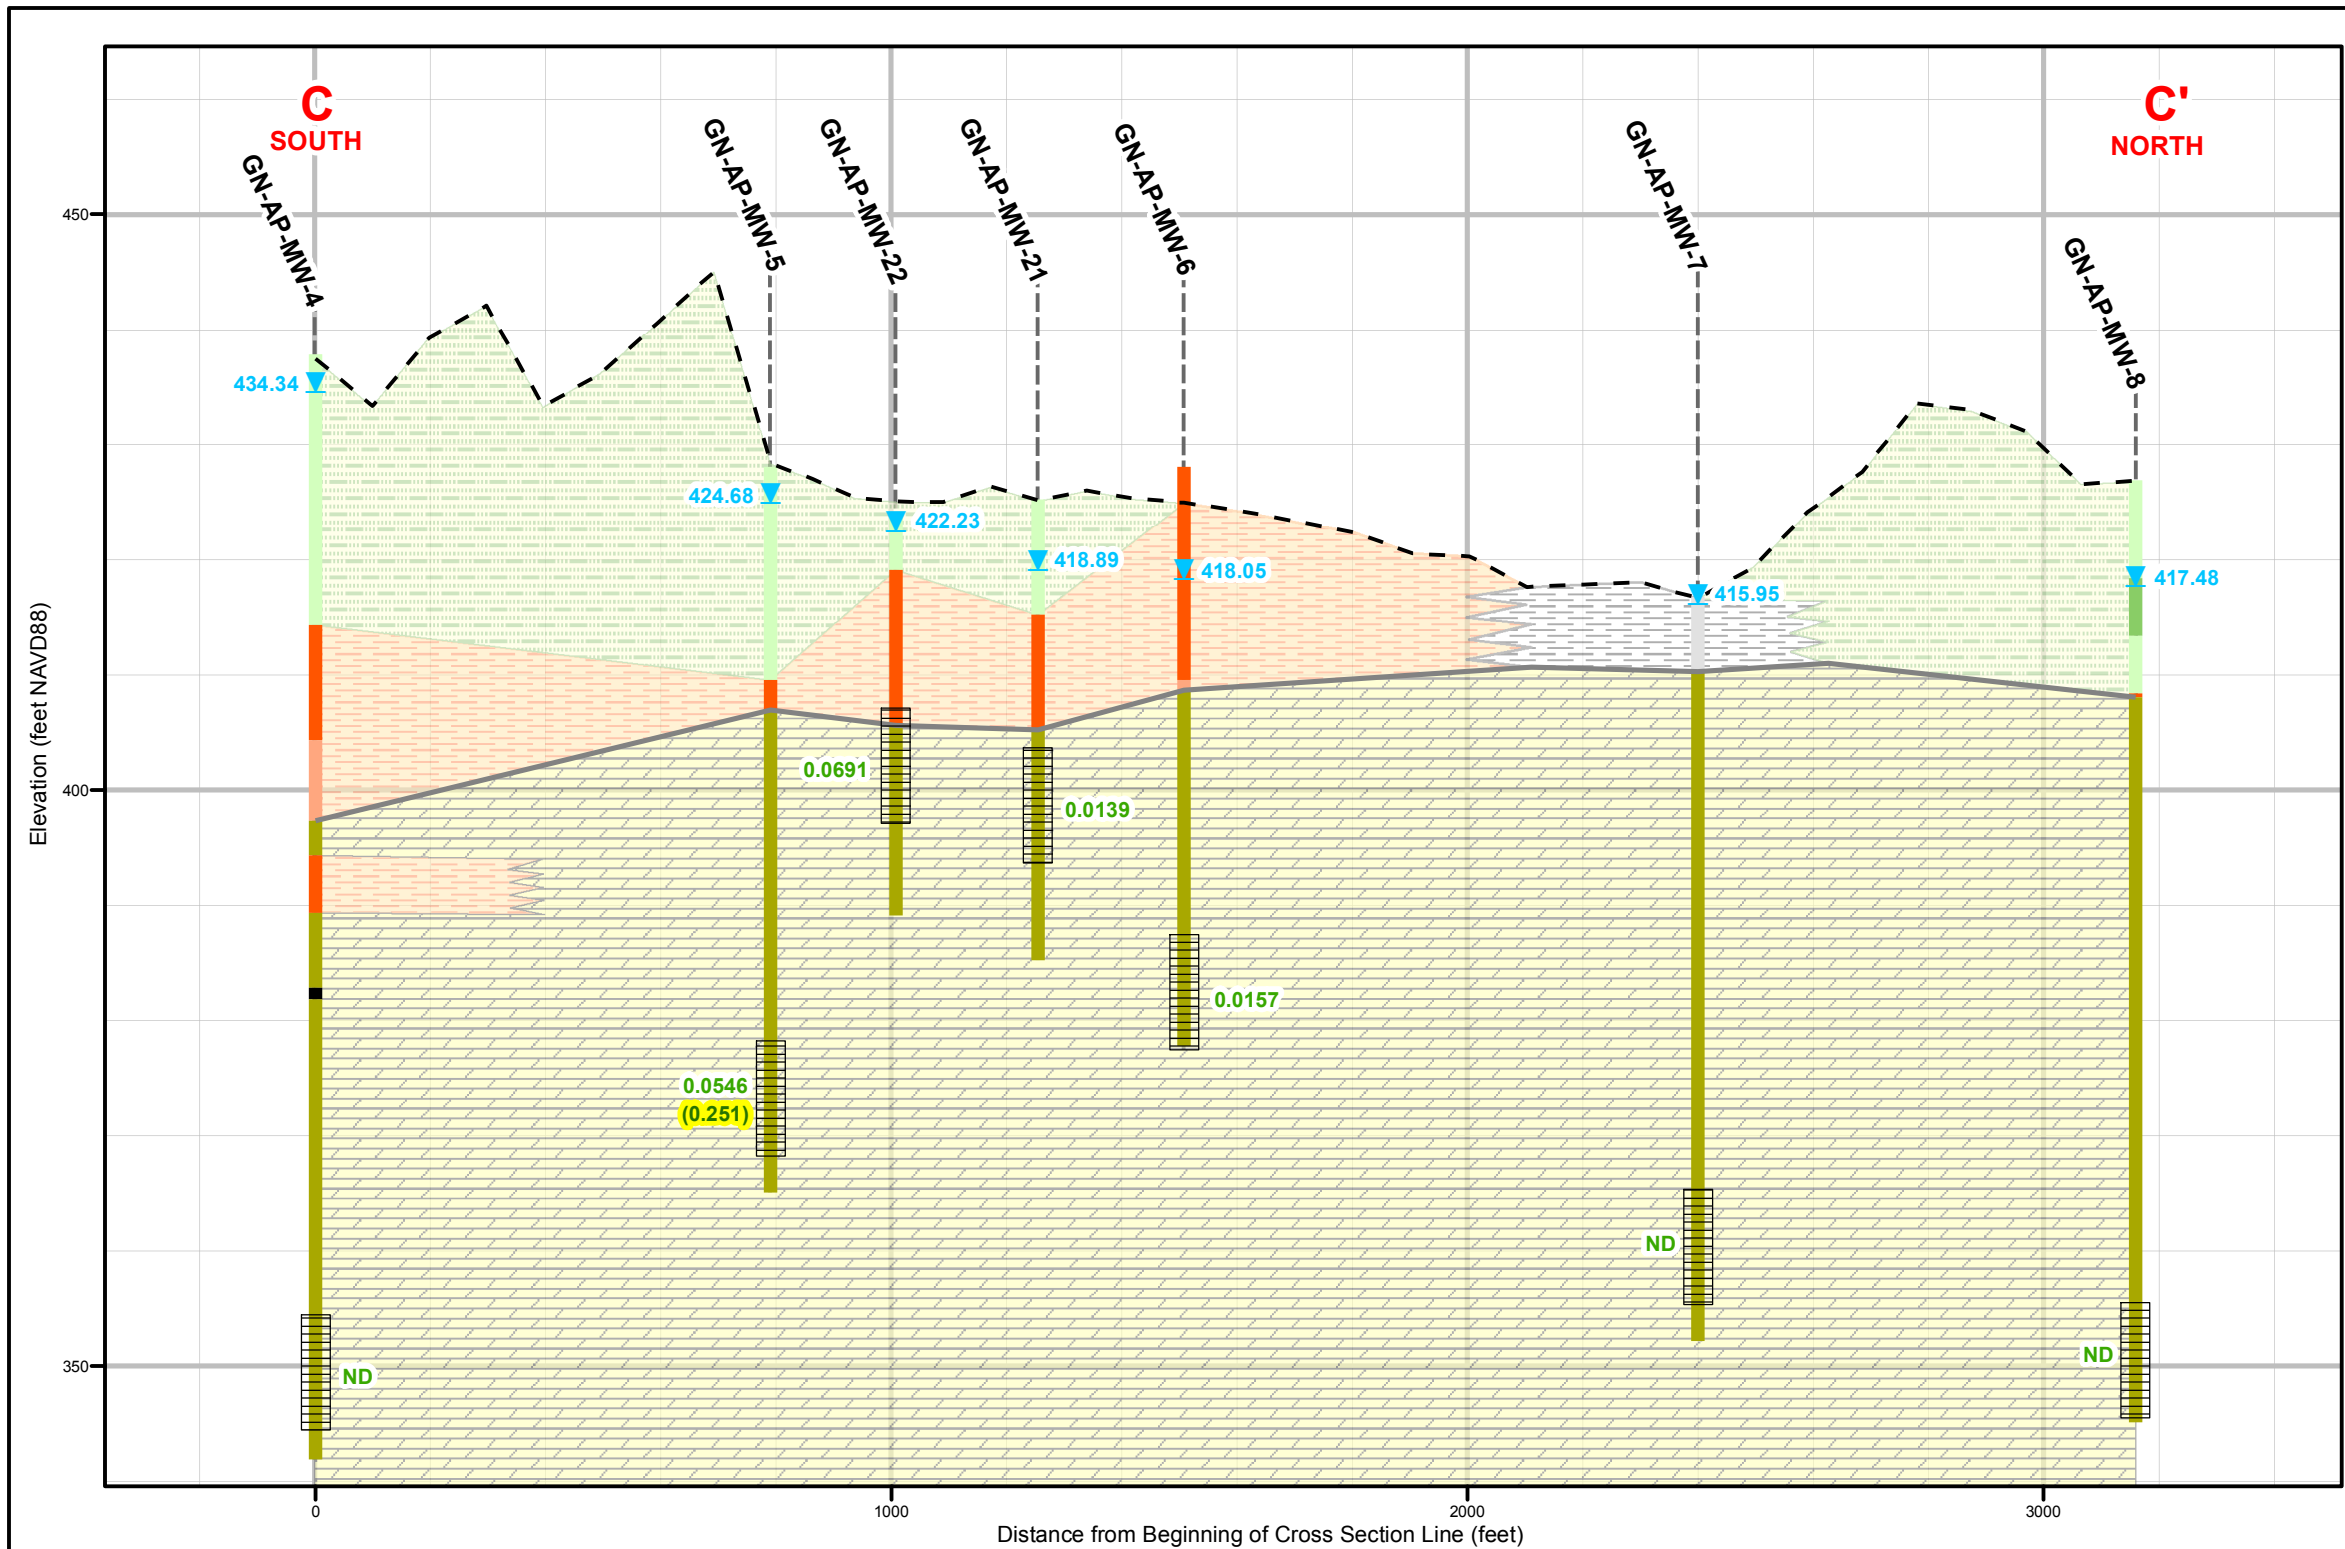 C
SOUTH
C'
NORTH
GN-AP-MW-4
GN-AP-MW-5
GN-AP-MW-22
GN-AP-MW-21
GN-AP-MW-6
GN-AP-MW-7
GN-AP-MW-8
450
400
350
Elevation (feet NAVD88)
434.34
424.68
422.23
418.89
418.05
415.95
417.48
0.0691
0.0139
0.0157
0.0546
(0.251)
ND
ND
ND
0
1000
2000
3000
Distance from Beginning of Cross Section Line (feet)